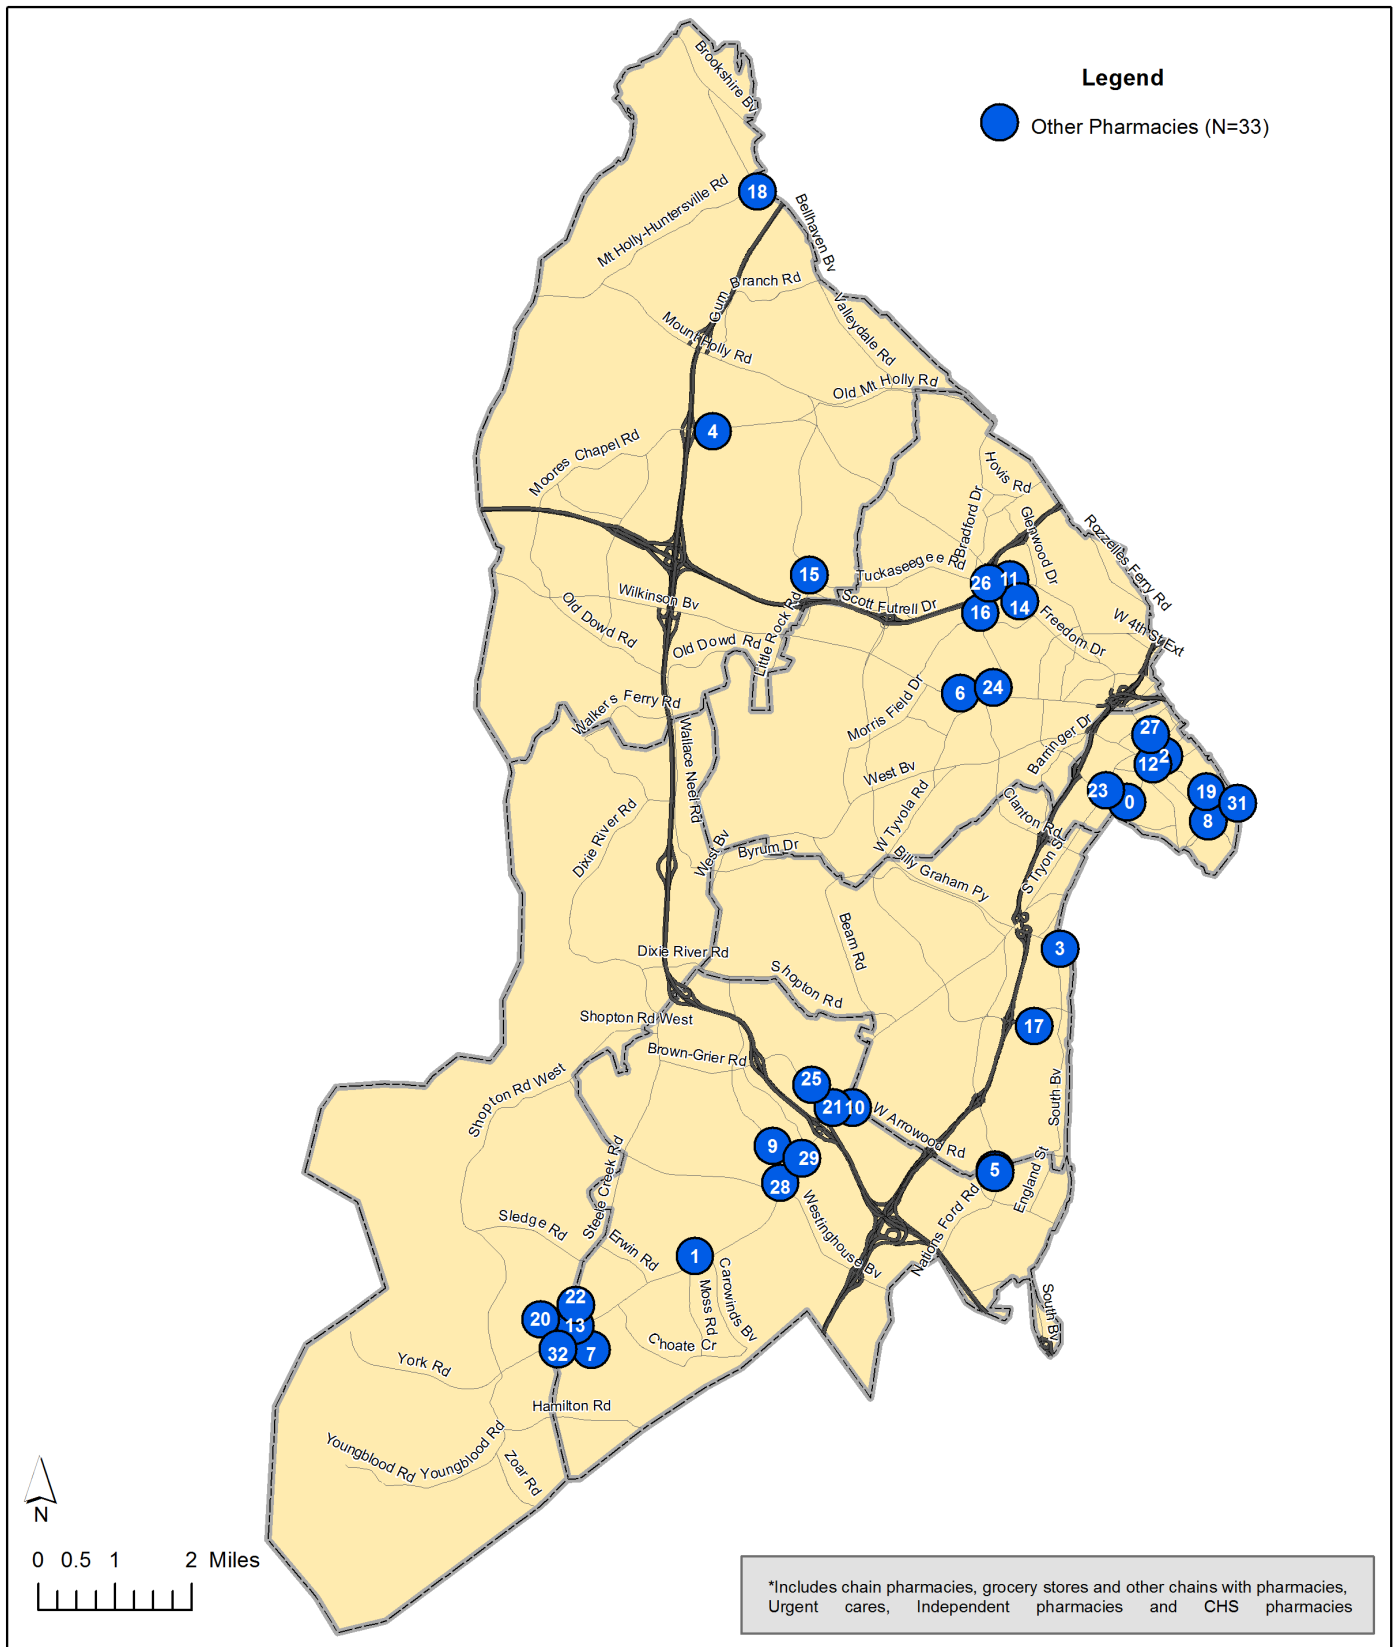 Legend
Other Pharmacies (N=33)
Brookshire Bv
18
Mt Holly-Huntersville Rd
Bellhaven Bv
Gum Branch Rd
Valleydale Rd
Mount Holly Rd
Old Mt Holly Rd
4
Moores Chapel Rd
Hovis Rd
Bradford Dr
Glenwood Dr
Rozzelles Ferry Rd
15
Tuckaseegee Rd
26
11
14
16
Wilkinson Bv
Scott Futrell Dr
Little Rock Rd
Old Dowd Rd
Old Dowd Rd
Freedom Dr
W 4th St Ext
6
24
Walkers Ferry Rd
Morris Field Dr
Wallace Neel Rd
Barringer Dr
27
2
12
West Bv
23
0
19
31
8
Dixie River Rd
W Tyvola Rd
Clanton Rd
West Bv
Byrum Dr
S Tryon St
Billy Graham Py
Beam Rd
3
Dixie River Rd
Shopton Rd
Shopton Rd West
17
Brown-Grier Rd
25
21
10
Shopton Rd West
South Bv
W Arrowood Rd
9
29
28
5
England St
Steele Creek Rd
Nations Ford Rd
Westinghouse Bv
Sledge Rd
Erwin Rd
1
Carowinds Bv
Moss Rd
South Bv
22
20
13
32
7
Choate Cr
York Rd
Hamilton Rd
Youngblood Rd
Youngblood Rd
Zoar Rd
N
0 0.5 1 2 Miles
*Includes chain pharmacies, grocery stores and other chains with pharmacies,
Urgent cares, Independent pharmacies and CHS pharmacies